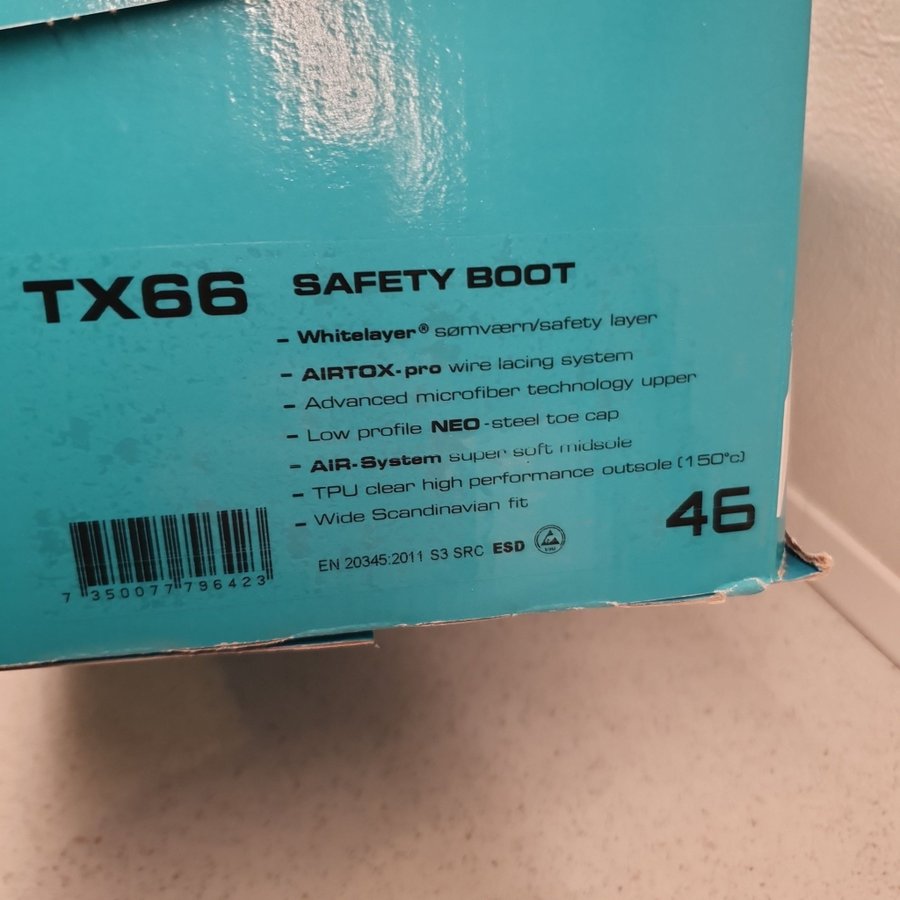 TX66 SAFETY BOOT
- Whitelayer® sømværn/safety layer
- AIRTOX-pro wire lacing system
- Advanced microfiber technology upper
- Low profile NEO-steel toe cap
- AiR-System super soft midsole
- TPU clear high performance outsole (150°c)
- Wide Scandinavian fit
46
EN 20345:2011 S3 SRC ESD
7 350077 796423